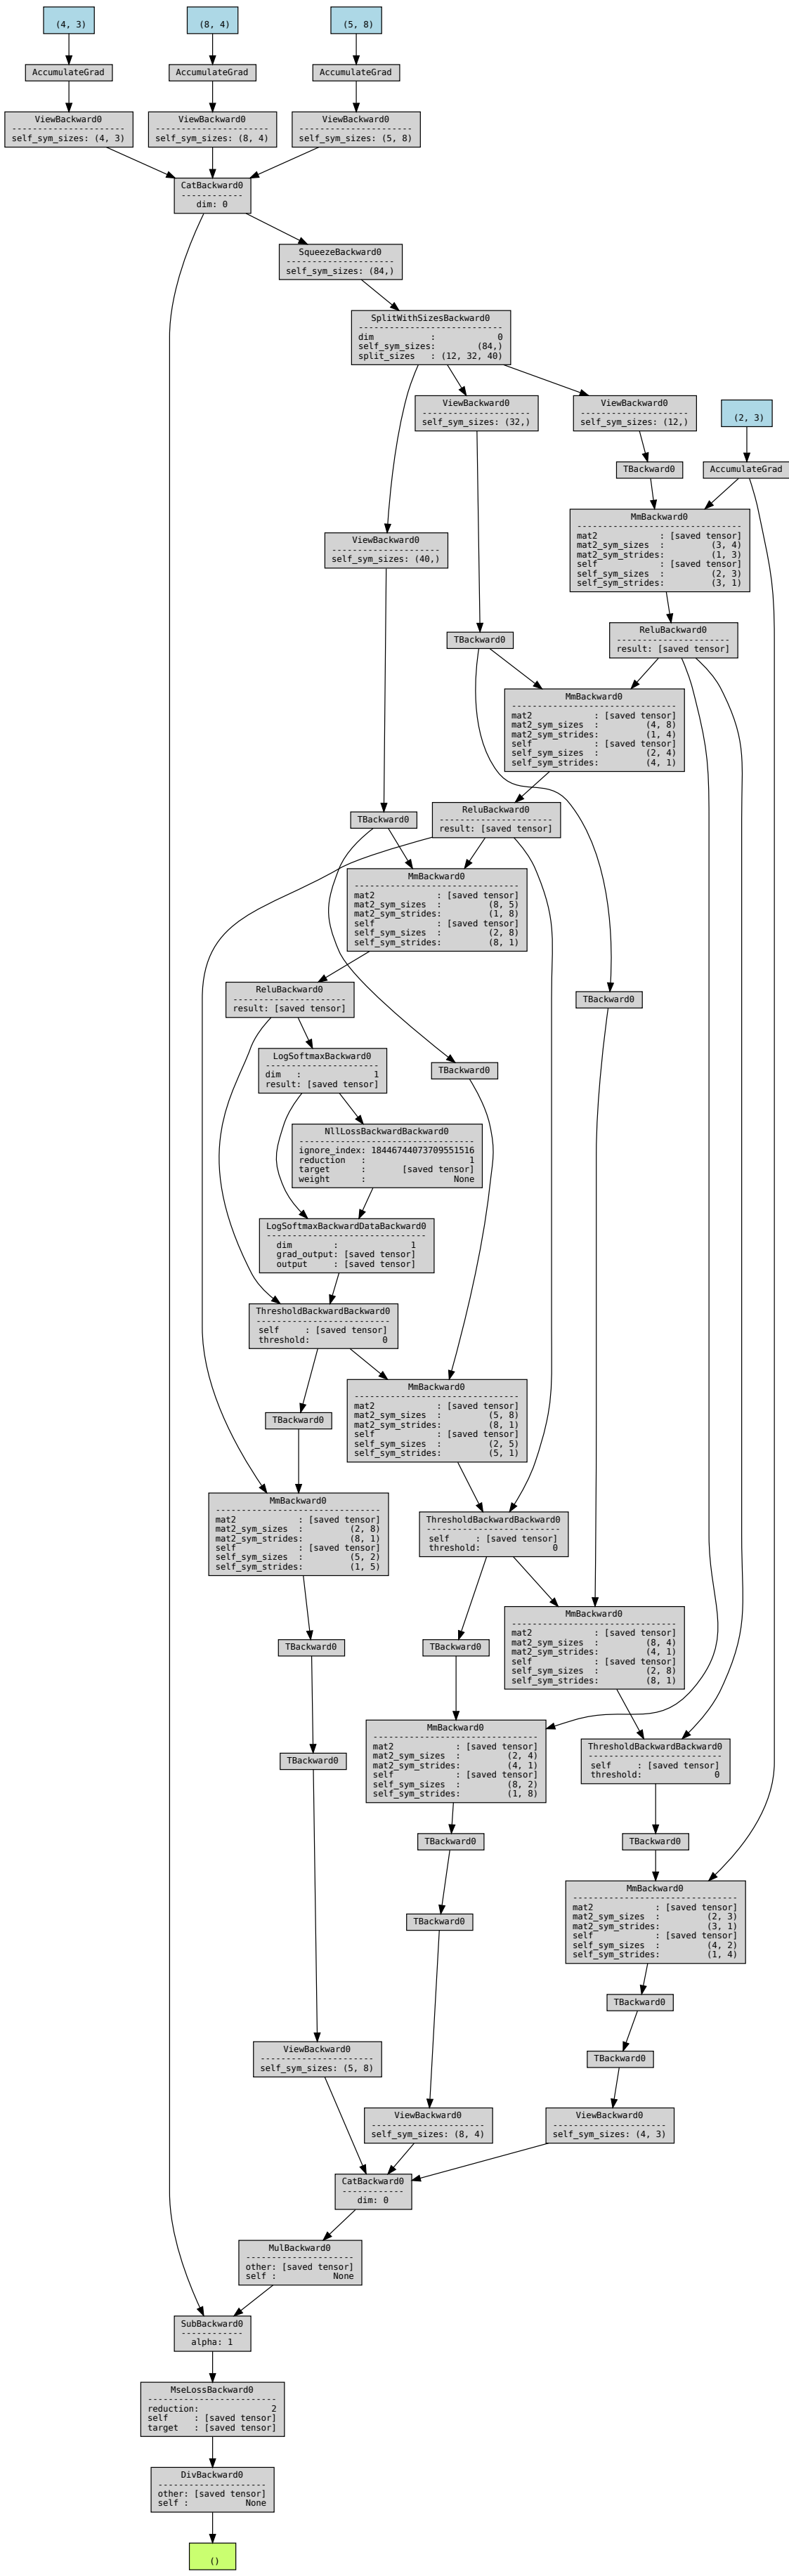 (4, 3)
(8, 4)
(5, 8)
AccumulateGrad
AccumulateGrad
AccumulateGrad
ViewBackward0
----------------------
self_sym_sizes: (4, 3)
ViewBackward0
----------------------
self_sym_sizes: (8, 4)
ViewBackward0
----------------------
self_sym_sizes: (5, 8)
CatBackward0
------------
dim: 0
SqueezeBackward0
---------------------
self_sym_sizes: (84,)
SplitWithSizesBackward0
----------------------------
dim           :            0
self_sym_sizes:        (84,)
split_sizes   : (12, 32, 40)
ViewBackward0
---------------------
self_sym_sizes: (32,)
ViewBackward0
---------------------
self_sym_sizes: (12,)
(2, 3)
TBackward0
AccumulateGrad
MmBackward0
--------------------------------
mat2            : [saved tensor]
mat2_sym_sizes  :         (3, 4)
mat2_sym_strides:         (1, 3)
self            : [saved tensor]
self_sym_sizes  :         (2, 3)
self_sym_strides:         (3, 1)
ViewBackward0
---------------------
self_sym_sizes: (40,)
TBackward0
ReluBackward0
----------------------
result: [saved tensor]
MmBackward0
--------------------------------
mat2            : [saved tensor]
mat2_sym_sizes  :         (4, 8)
mat2_sym_strides:         (1, 4)
self            : [saved tensor]
self_sym_sizes  :         (2, 4)
self_sym_strides:         (4, 1)
TBackward0
ReluBackward0
----------------------
result: [saved tensor]
MmBackward0
--------------------------------
mat2            : [saved tensor]
mat2_sym_sizes  :         (8, 5)
mat2_sym_strides:         (1, 8)
self            : [saved tensor]
self_sym_sizes  :         (2, 8)
self_sym_strides:         (8, 1)
ReluBackward0
----------------------
result: [saved tensor]
TBackward0
LogSoftmaxBackward0
----------------------
dim   :              1
result: [saved tensor]
TBackward0
NllLossBackwardBackward0
----------------------------------
ignore_index: 18446744073709551516
reduction   :                    1
target      :       [saved tensor]
weight      :                 None
LogSoftmaxBackwardDataBackward0
-------------------------------
dim        :              1
grad_output: [saved tensor]
output     : [saved tensor]
ThresholdBackwardBackward0
--------------------------
self     : [saved tensor]
threshold:              0
TBackward0
MmBackward0
--------------------------------
mat2            : [saved tensor]
mat2_sym_sizes  :         (5, 8)
mat2_sym_strides:         (8, 1)
self            : [saved tensor]
self_sym_sizes  :         (2, 5)
self_sym_strides:         (5, 1)
MmBackward0
--------------------------------
mat2            : [saved tensor]
mat2_sym_sizes  :         (2, 8)
mat2_sym_strides:         (8, 1)
self            : [saved tensor]
self_sym_sizes  :         (5, 2)
self_sym_strides:         (1, 5)
ThresholdBackwardBackward0
--------------------------
self     : [saved tensor]
threshold:              0
MmBackward0
--------------------------------
mat2            : [saved tensor]
mat2_sym_sizes  :         (8, 4)
mat2_sym_strides:         (4, 1)
self            : [saved tensor]
self_sym_sizes  :         (2, 8)
self_sym_strides:         (8, 1)
TBackward0
TBackward0
MmBackward0
--------------------------------
mat2            : [saved tensor]
mat2_sym_sizes  :         (2, 4)
mat2_sym_strides:         (4, 1)
self            : [saved tensor]
self_sym_sizes  :         (8, 2)
self_sym_strides:         (1, 8)
TBackward0
ThresholdBackwardBackward0
--------------------------
self     : [saved tensor]
threshold:              0
TBackward0
TBackward0
MmBackward0
--------------------------------
mat2            : [saved tensor]
mat2_sym_sizes  :         (2, 3)
mat2_sym_strides:         (3, 1)
self            : [saved tensor]
self_sym_sizes  :         (4, 2)
self_sym_strides:         (1, 4)
TBackward0
TBackward0
ViewBackward0
----------------------
self_sym_sizes: (5, 8)
TBackward0
ViewBackward0
----------------------
self_sym_sizes: (8, 4)
ViewBackward0
----------------------
self_sym_sizes: (4, 3)
CatBackward0
------------
dim: 0
MulBackward0
---------------------
other: [saved tensor]
self :           None
SubBackward0
------------
alpha: 1
MseLossBackward0
-------------------------
reduction:              2
self     : [saved tensor]
target   : [saved tensor]
DivBackward0
---------------------
other: [saved tensor]
self :           None
()